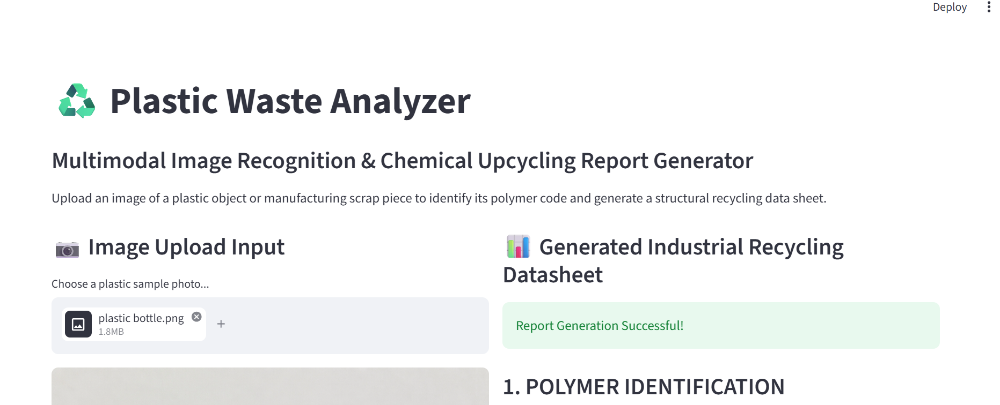 Deploy
Plastic Waste Analyzer
Multimodal Image Recognition & Chemical Upcycling Report Generator
Upload an image of a plastic object or manufacturing scrap piece to identify its polymer code and generate a structural recycling data sheet.
Image Upload Input
Choose a plastic sample photo...
plastic bottle.png
1.8MB
Generated Industrial Recycling
Datasheet
Report Generation Successful!
1. POLYMER IDENTIFICATION